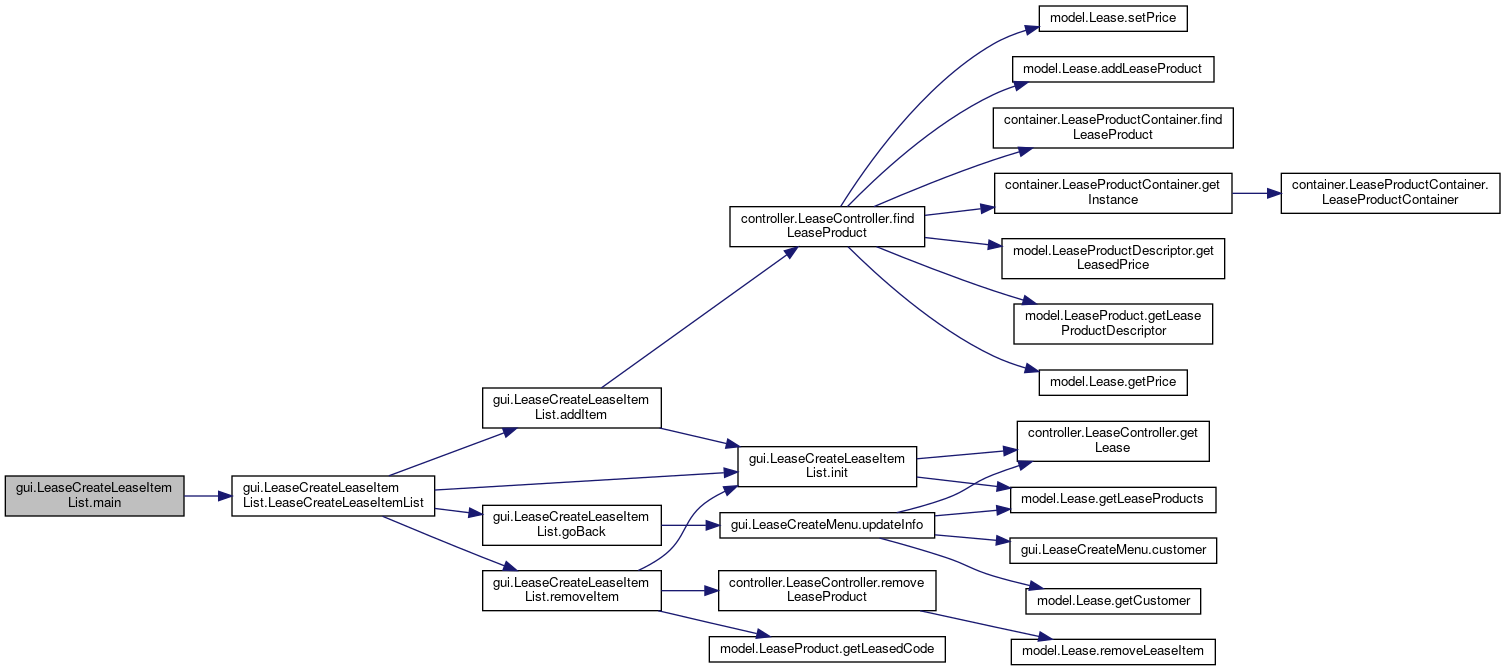 gui.LeaseCreateLeaseItem
List.main
gui.LeaseCreateLeaseItem
List.LeaseCreateLeaseItemList
gui.LeaseCreateLeaseItem
List.addItem
gui.LeaseCreateLeaseItem
List.goBack
gui.LeaseCreateLeaseItem
List.removeItem
controller.LeaseController.find
LeaseProduct
gui.LeaseCreateLeaseItem
List.init
gui.LeaseCreateMenu.updateInfo
controller.LeaseController.remove
LeaseProduct
model.LeaseProduct.getLeasedCode
model.Lease.setPrice
model.Lease.addLeaseProduct
container.LeaseProductContainer.find
LeaseProduct
container.LeaseProductContainer.get
Instance
model.LeaseProductDescriptor.get
LeasedPrice
model.LeaseProduct.getLease
ProductDescriptor
model.Lease.getPrice
controller.LeaseController.get
Lease
model.Lease.getLeaseProducts
gui.LeaseCreateMenu.customer
model.Lease.getCustomer
model.Lease.removeLeaseItem
container.LeaseProductContainer.
LeaseProductContainer